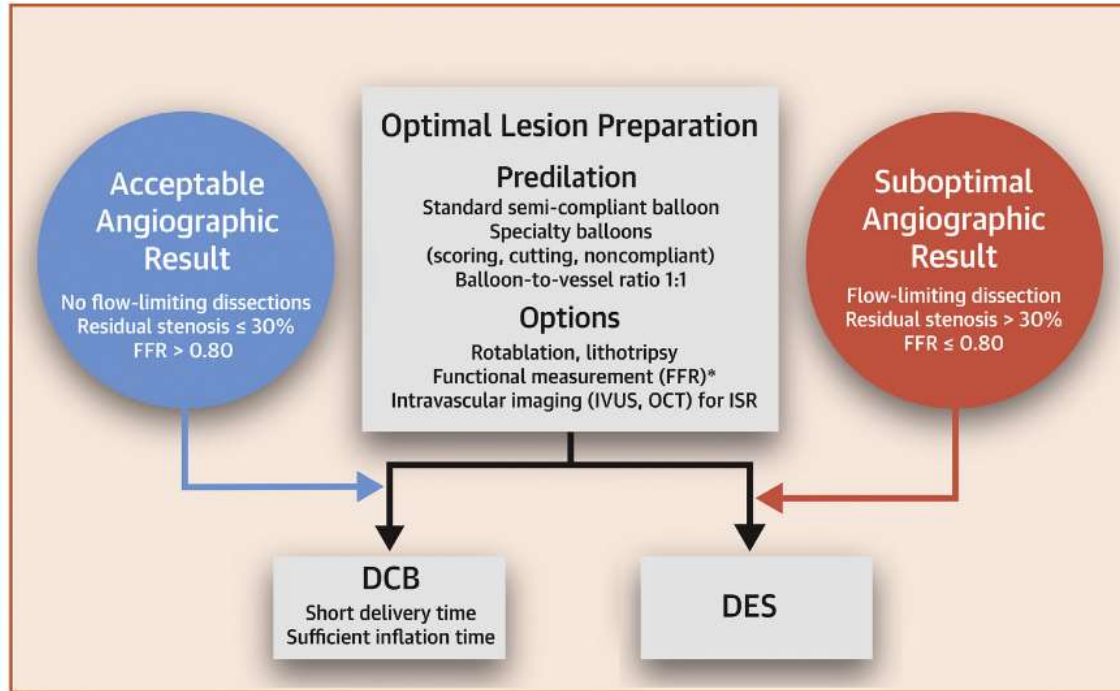 Optimal Lesion Preparation
Predilation
Standard semi-compliant balloon
Specialty balloons
(scoring, cutting, noncompliant)
Balloon-to-vessel ratio 1:1
Options
Rotablation, lithotripsy
Functional measurement (FFR)*
Intravascular imaging (IVUS, OCT) for ISR
Acceptable
Angiographic
Result
No flow-limiting dissections
Residual stenosis ≤ 30%
FFR > 0.80
Suboptimal
Angiographic
Result
Flow-limiting dissection
Residual stenosis > 30%
FFR ≤ 0.80
DCB
Short delivery time
Sufficient inflation time
DES